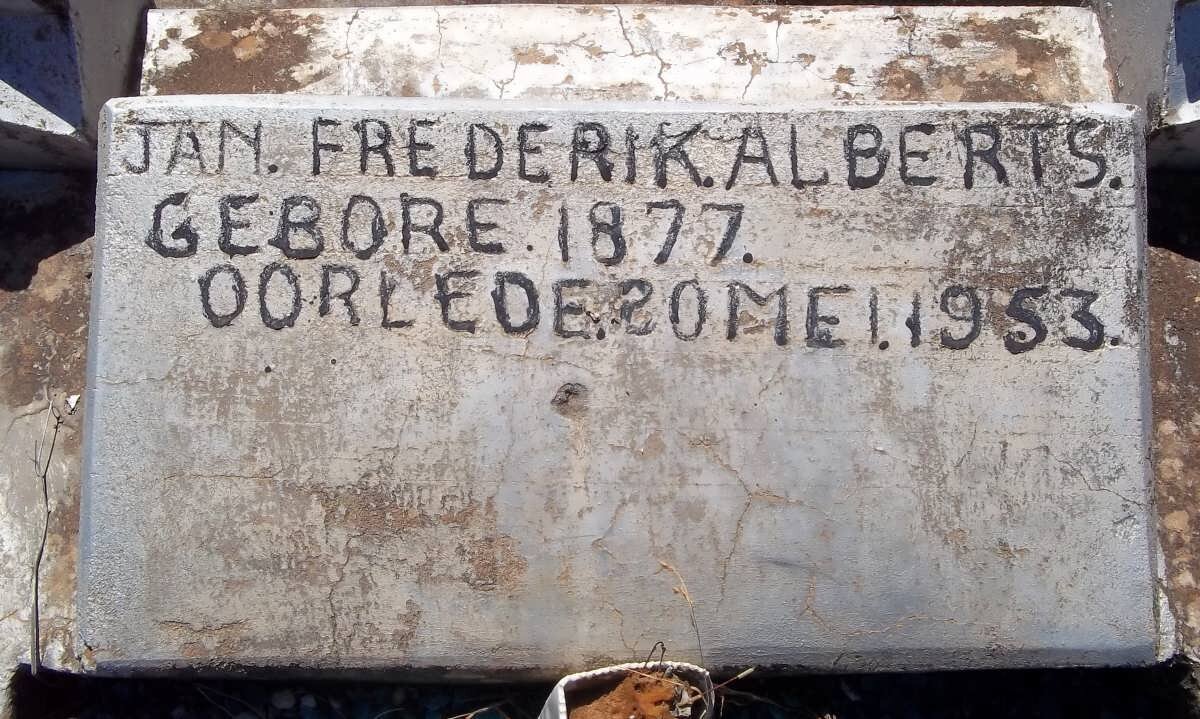 JAN. FREDERIK. ALBERTS.
GEBORE. 1877.
OORLEDE. 20 MEI. 1953.